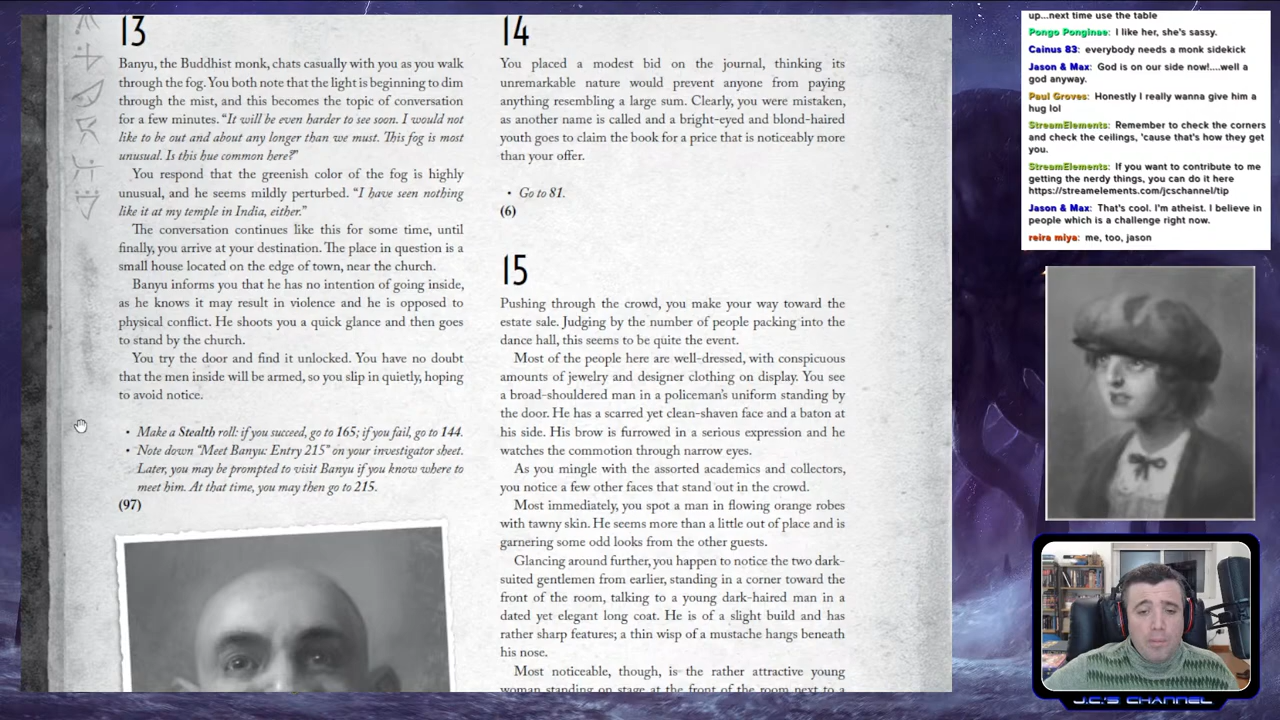 13
Banyu, the Buddhist monk, chats casually with you as you walk
through the fog. You both note that the light is beginning to dim
through the mist, and this becomes the topic of conversation
for a few minutes. “It will be even harder to see soon. I would not
like to be out and about any longer than we must. This fog is most
unusual. Is this hue common here?”
You respond that the greenish coloration is highly
unusual, and he seems mildly perturbed. “I have seen nothing
like it at my temple in India, either.”
The conversation continues like this for some time, until
finally, you arrive at your destination. The place in question is a
small house located on the edge of town, near the church.
Banyu informs you that he has no intention of going inside,
as he knows it may result in violence and he is opposed to
physical conflict. He shoots you a quick glance and then goes
to stand by the church.
You try the door and find it unlocked. You have no doubt
that the men inside will be armed, so you slip in quietly, hoping
to avoid notice.
• Make a Stealth roll: if you succeed, go to 165; if you fail, go to 144.
• Note down “Meet Banyu: Entry 215” on your investigator sheet.
Later, you may be prompted to visit Banyu if you know where to
meet him. At that time, you may then go to 215.
(97)
14
You placed a modest bid on the journal, thinking its
unremarkable nature would prevent anyone from paying
anything resembling a large sum. Clearly, you were mistaken,
as another name is called and a bright-eyed and blond-haired
youth goes to claim the book for a price that is noticeably more
than your offer.
• Go to 81.
(6)
15
Pushing through the crowd, you make your way toward the
estate sale. Judging by the number of people packing into the
dance hall, this seems to be quite the event.
Most of the people here are well-dressed, with conspicuous
amounts of jewelry and designer clothing on display. You see
a broad-shouldered man in a policeman’s uniform standing by
the door. He has a scarred yet clean-shaven face and a baton at
his side. His brow is furrowed in a serious expression and he
watches the commotion through narrow eyes.
As you mingle with the assorted academics and collectors,
you notice a few other faces that stand out in the crowd.
Most immediately, you spot a man in flowing orange robes
with tawny skin. He seems more than a little out of place and is
garnering some odd looks from the other guests.
Glancing around further, you happen to notice the two dark-
suited gentlemen from earlier, standing in a corner toward the
front of the room, talking to a young dark-haired man in a
dated yet elegant long coat. He is of a slight build and has
rather sharp features; a thin wisp of a mustache hangs beneath
his nose.
Most noticeable, though, is the rather attractive young
woman standing on stage at the front of the room next to a
up...next time use the table
Pongo Ponginae: I like her, she's sassy.
Cainus 83: everybody needs a monk sidekick
Jason & Max: God is on our side now!....well a
god anyway.
Paul Groves: Honestly I really wanna give him a
hug lol
StreamElements: Remember to check the corners
and check the ceilings, 'cause that's how they get
you.
StreamElements: If you want to contribute to me
getting the nerdy things, you can do it here
https://streamelements.com/jcschannel/tip
Jason & Max: That's cool. I'm atheist. I believe in
people which is a challenge right now.
reira miya: me, too, jason
J.C.'S CHANNEL